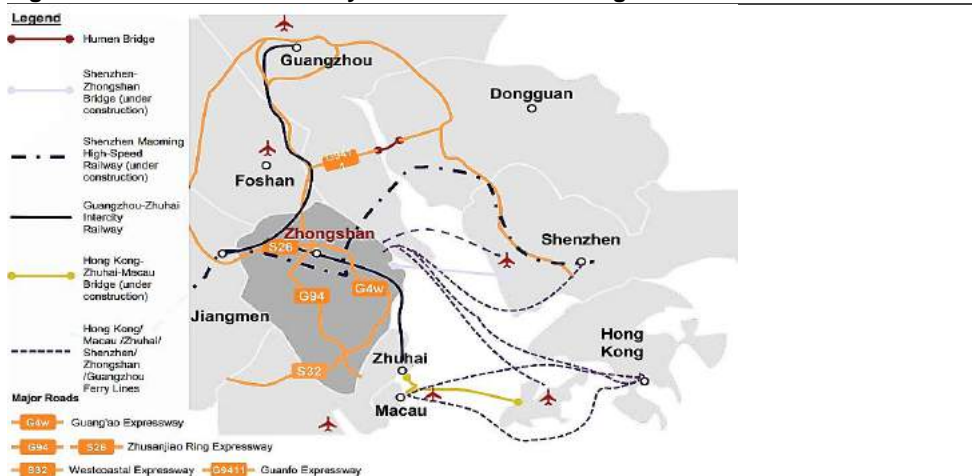 Legend
Humen Bridge
Shenzhen-
Zhongshan
Bridge (under
construction)
Shenzhen Maoming
High-Speed
Railway (under
construction)
Guangzhou-Zhuhai
Intercity
Railway
Hong Kong-
Zhuhai-Macau
Bridge (under
construction)
Hong Kong/
Macau /Zhuhai/
Shenzhen/
Zhongshan
/Guangzhou
Ferry Lines
Major Roads
G4w Guang'ao Expressway
G94 S26 Zhusanjiao Ring Expressway
S32 Westcoastal Expressway G9411 Guanfo Expressway
Guangzhou
Dongguan
Foshan
Zhongshan
S26
Shenzhen
G94
G4w
Jiangmen
Hong
Kong
Zhuhai
S32
Macau